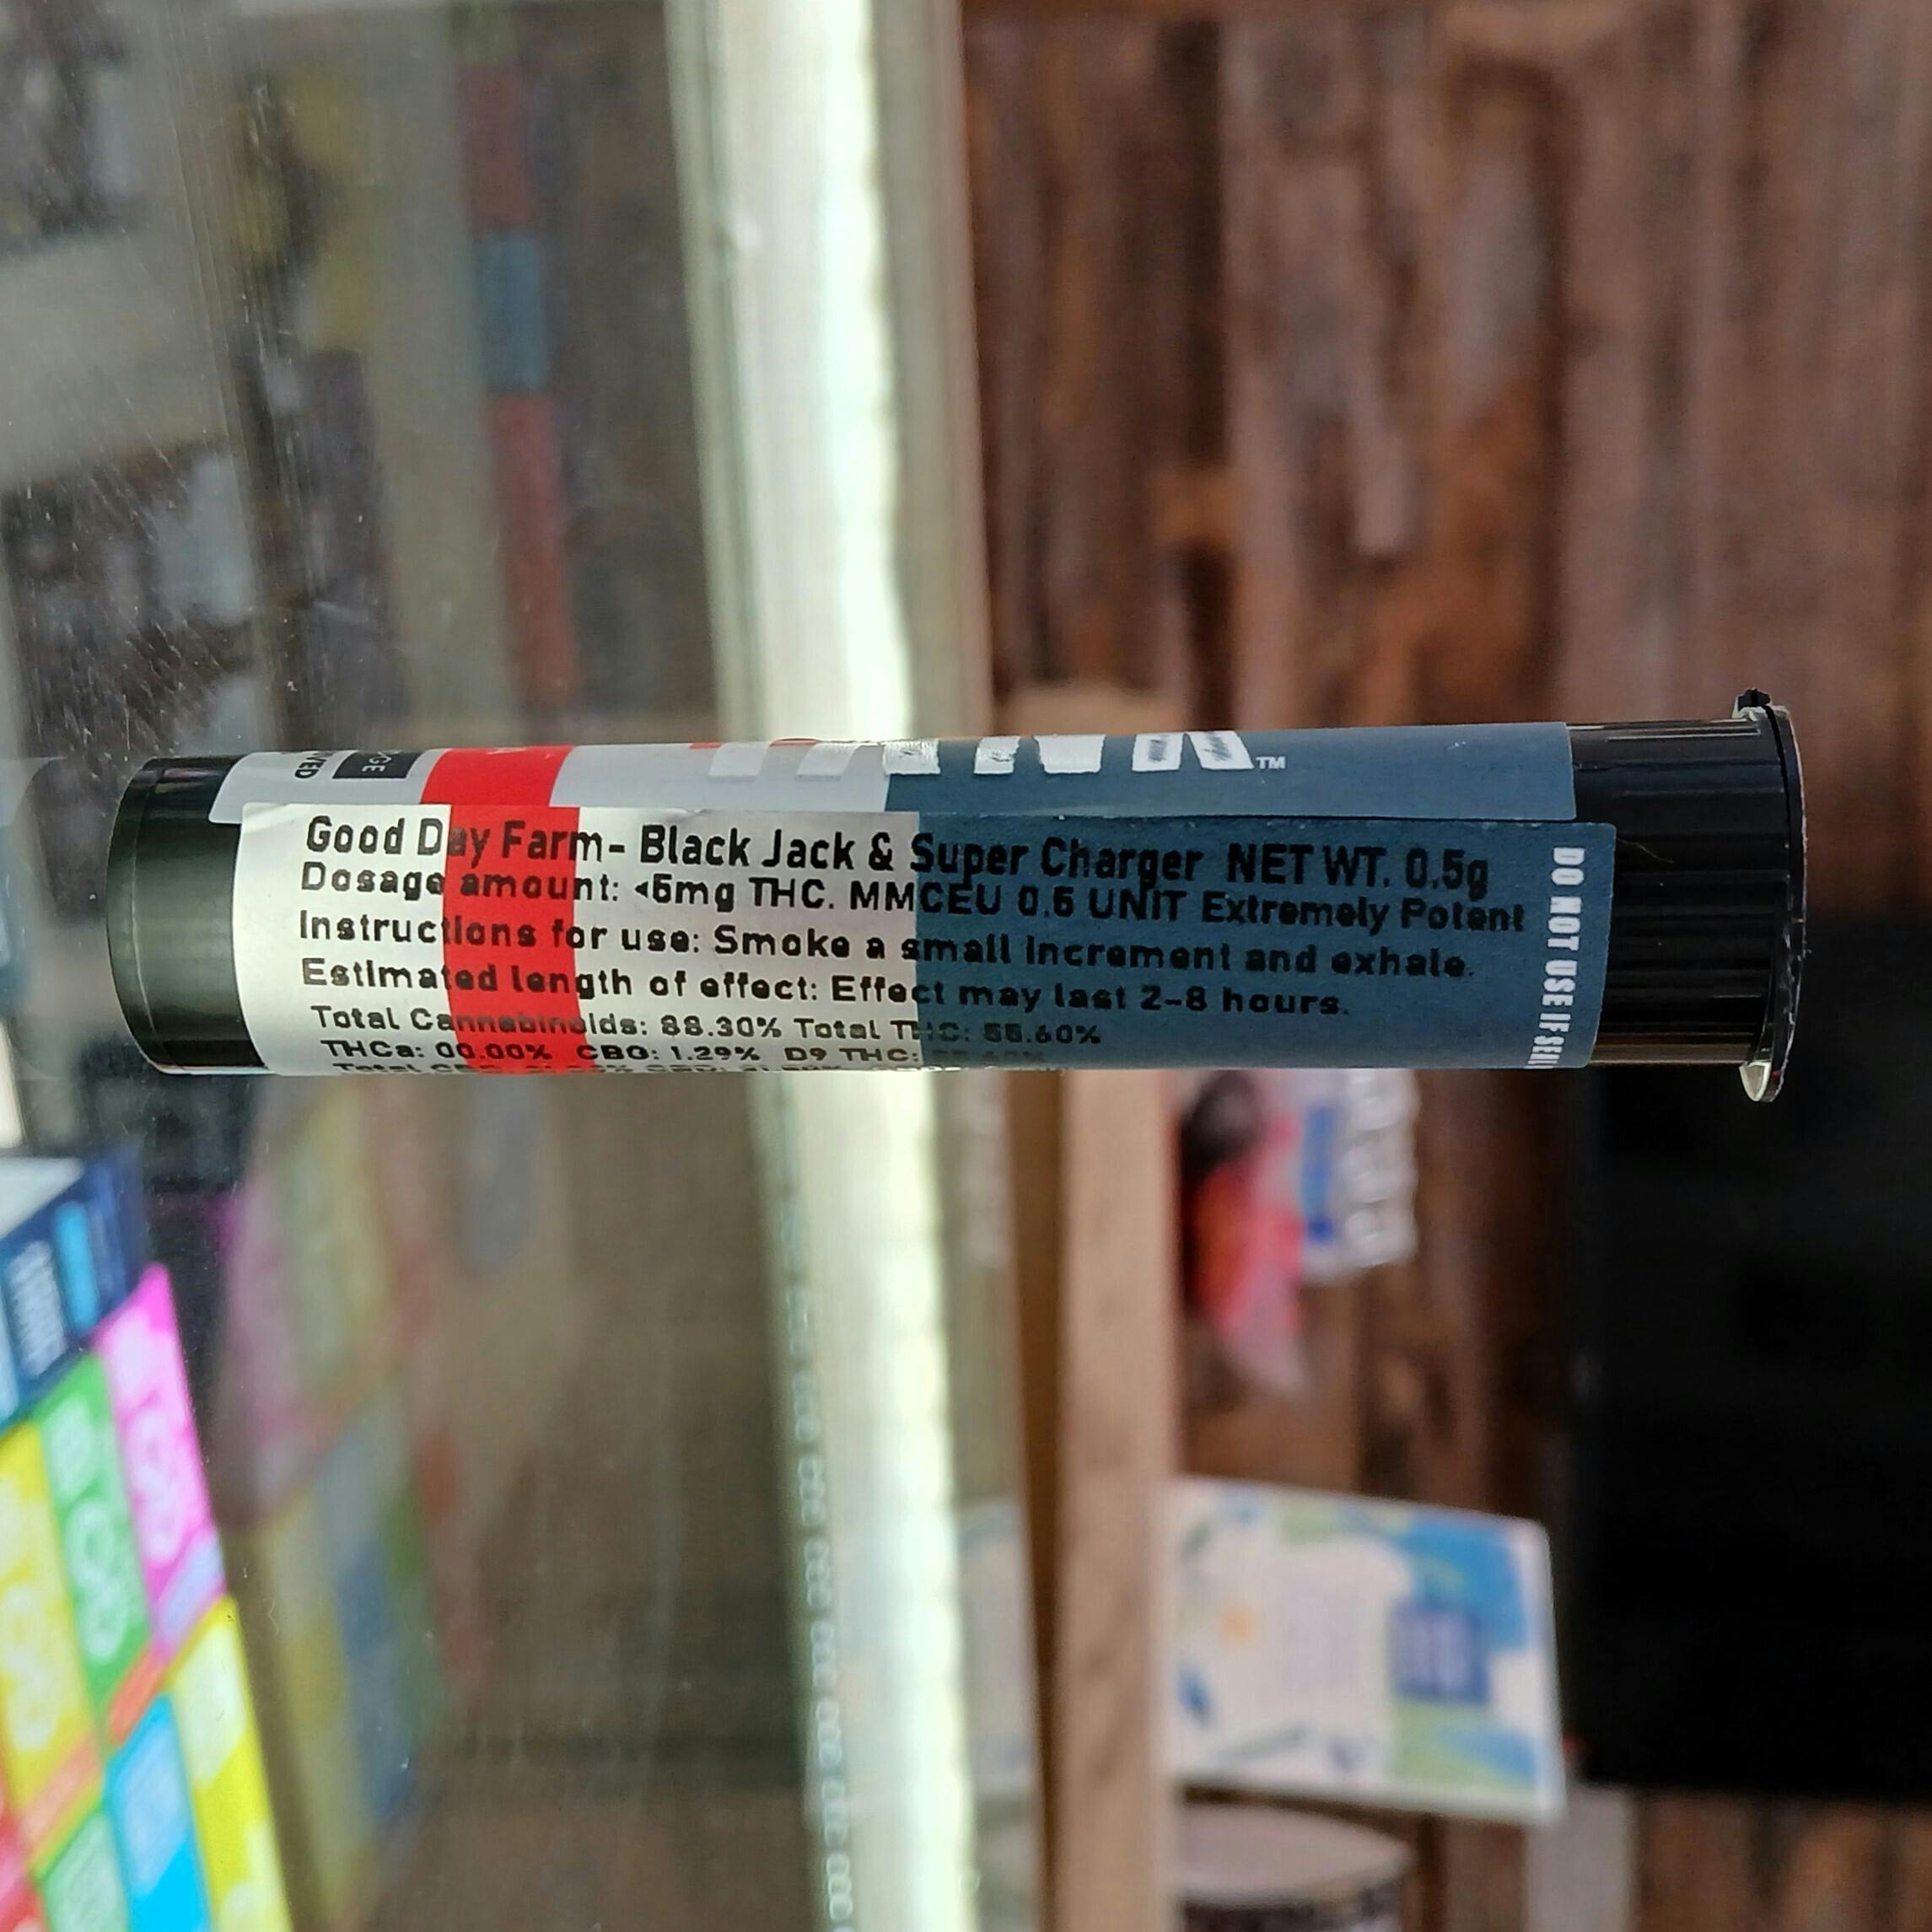 TM
Good Day Farm- Black Jack & Super Charger NET WT. 0.5g
Dosage amount: <5mg THC. MMCEU 0.5 UNIT Extremely Potent
Instructions for use: Smoke a small increment and exhale.
Estimated length of effect: Effect may last 2-8 hours.
Total Cannabinoids: 88.30% Total THC: 55.60%
THCa: 00.00% CBG: 1.29% D9 THC:
DO NOT USE IF